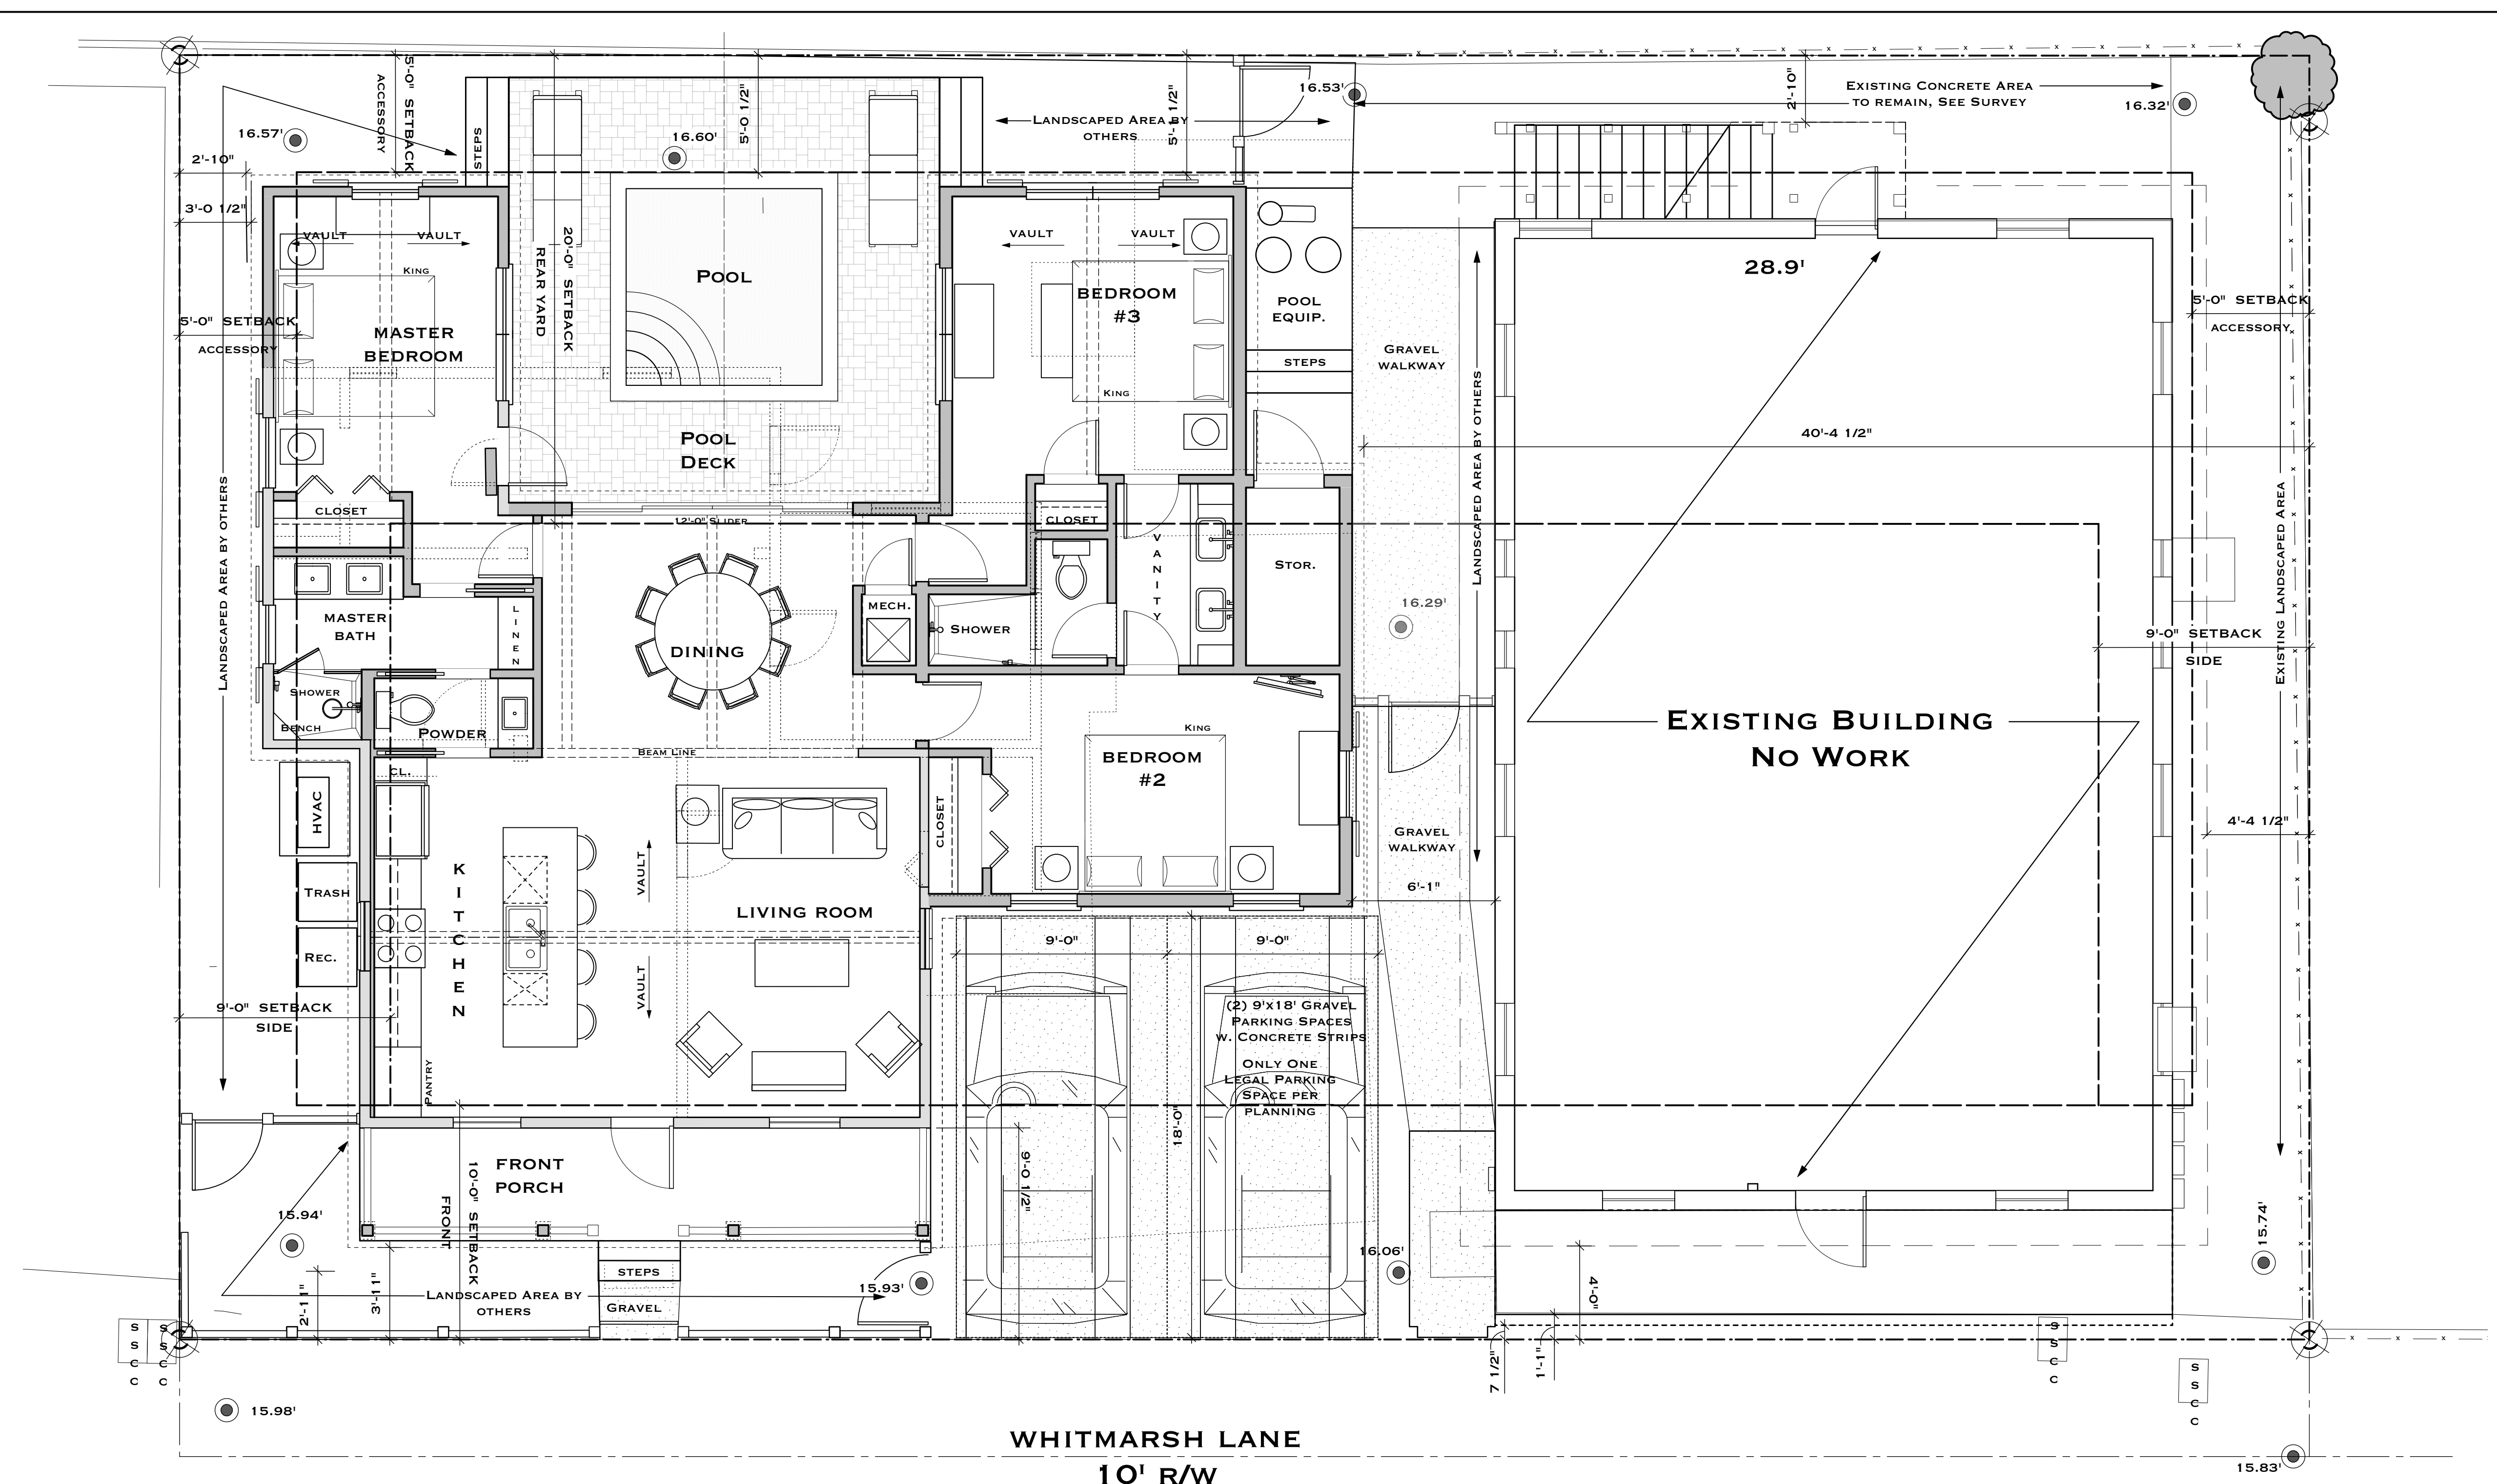 5'-0" SETBACK
ACCESSORY
16.57'
2'-10"
3'-0 1/2"
STEPS
16.60'
5'-0 1/2"
LANDSCAPED AREA BY
OTHERS
5'-1 1/2"
16.53'
2'-10"
EXISTING CONCRETE AREA
TO REMAIN, SEE SURVEY
16.32'
VAULT
VAULT
KING
MASTER
BEDROOM
5'-0" SETBACK
ACCESSORY
20'-0" SETBACK
REAR YARD
POOL
POOL
DECK
VAULT
VAULT
BEDROOM
#3
KING
POOL
EQUIP.
STEPS
GRAVEL
WALKWAY
LANDSCAPED AREA BY OTHERS
28.9'
5'-0" SETBACK
ACCESSORY
40'-4 1/2"
LANDSCAPED AREA BY OTHERS
CLOSET
12'-0" SLIDER
CLOSET
VANITY
STOR.
MASTER
BATH
LINEN
DINING
MECH.
SHOWER
16.29'
EXISTING LANDSCAPED AREA
9'-0" SETBACK
SIDE
SHOWER
BENCH
POWDER
BEAM LINE
KING
BEDROOM
#2
EXISTING BUILDING
NO WORK
CL.
HVAC
TRASH
REC.
KITCHEN
VAULT
VAULT
LIVING ROOM
CLOSET
GRAVEL
WALKWAY
6'-1"
4'-4 1/2"
9'-0"
9'-0"
9'-0" SETBACK
SIDE
PANTRY
(2) 9'X18' GRAVEL
PARKING SPACES
W. CONCRETE STRIPS
ONLY ONE
LEGAL PARKING
SPACE PER
PLANNING
18'-0"
FRONT
PORCH
10'-0" SETBACK
FRONT
9'-0 1/2"
15.94'
2'-11"
3'-11"
STEPS
LANDSCAPED AREA BY
OTHERS
GRAVEL
15.93'
16.06'
4'-0"
15.74'
7 1/2"
1'-1"
SSCC
SSCC
SSCC
SSCC
15.98'
WHITMARSH LANE
10' R/W
15.83'